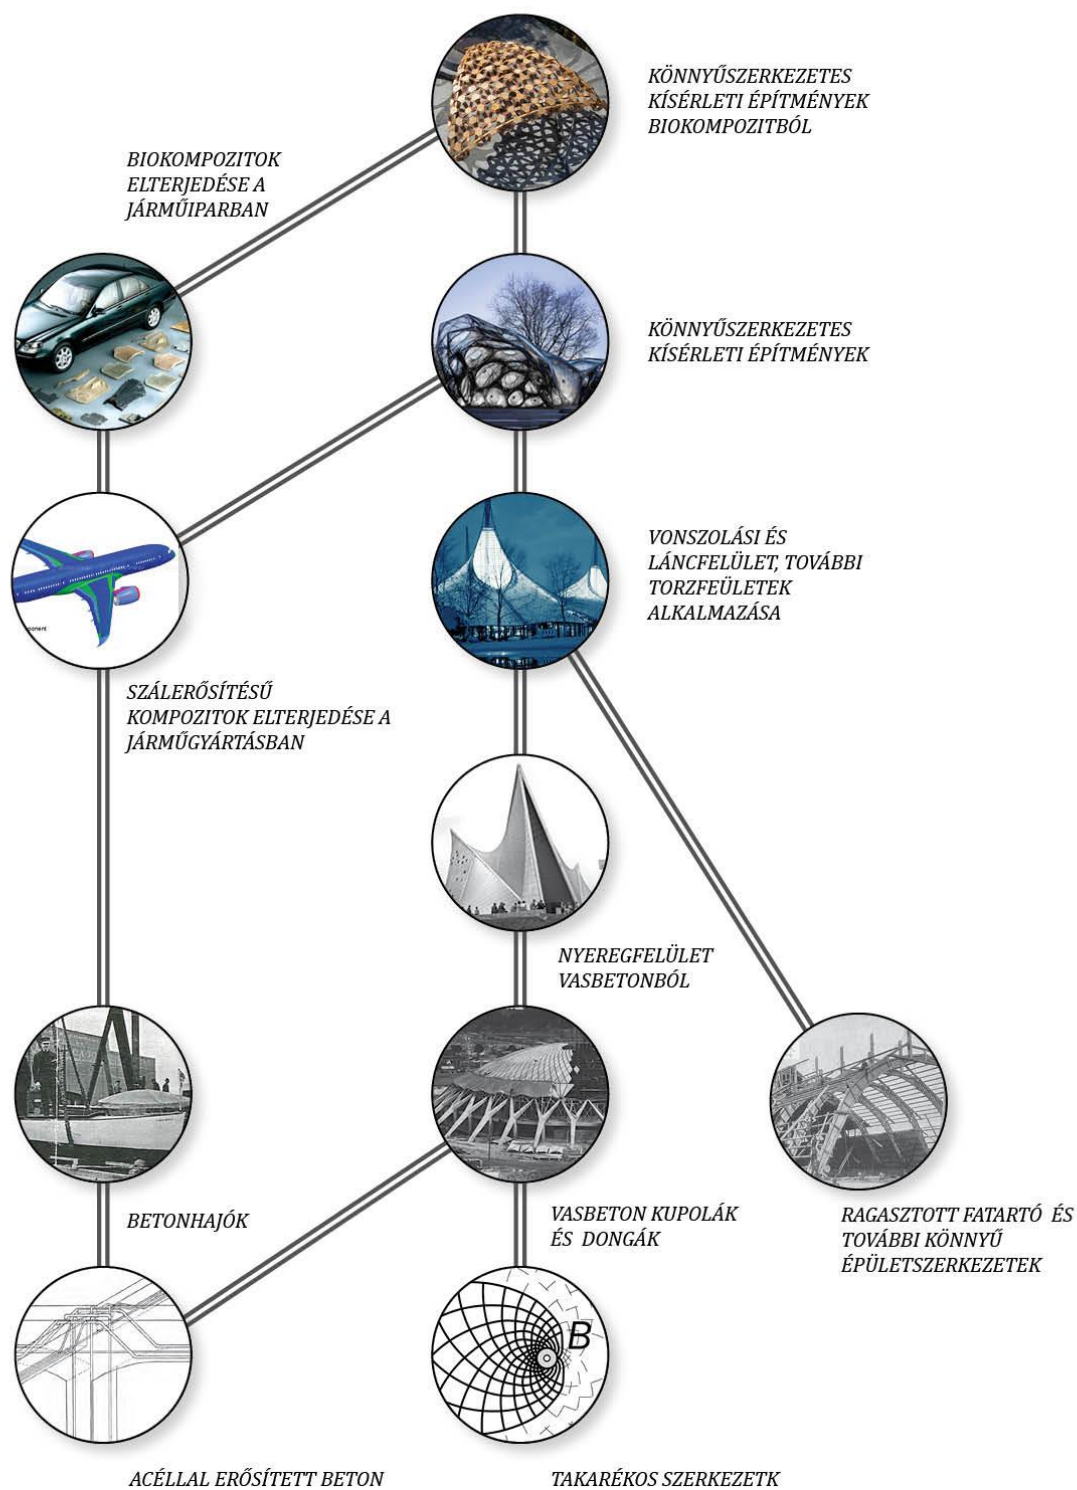 KÖNNYŰSZERKEZETES
KÍSÉRLETI ÉPÍTMÉNYEK
BIOKOMPOZITBÓL
BIOKOMPOZITOK
ELTERJEDÉSE A
JÁRMŰIPARBAN
KÖNNYŰSZERKEZETES
KÍSÉRLETI ÉPÍTMÉNYEK
VONSZOLÁSI ÉS
LÁNCFELÜLET, TOVÁBBI
TORZFEÜLETEK
ALKALMAZÁSA
ponent
SZÁLERŐSÍTÉSŰ
KOMPOZITOK ELTERJEDÉSE A
JÁRMŰGYÁRTÁSBAN
NYEREGFELÜLET
VASBETONBÓL
BETONHAJÓK
VASBETON KUPOLÁK
ÉS DONGÁK
RAGASZTOTT FATARTÓ ÉS
TOVÁBBI KÖNNYŰ
ÉPÜLETSZERKEZETEK
B
ACÉLLAL ERŐSÍTETT BETON
TAKARÉKOS SZERKEZETK